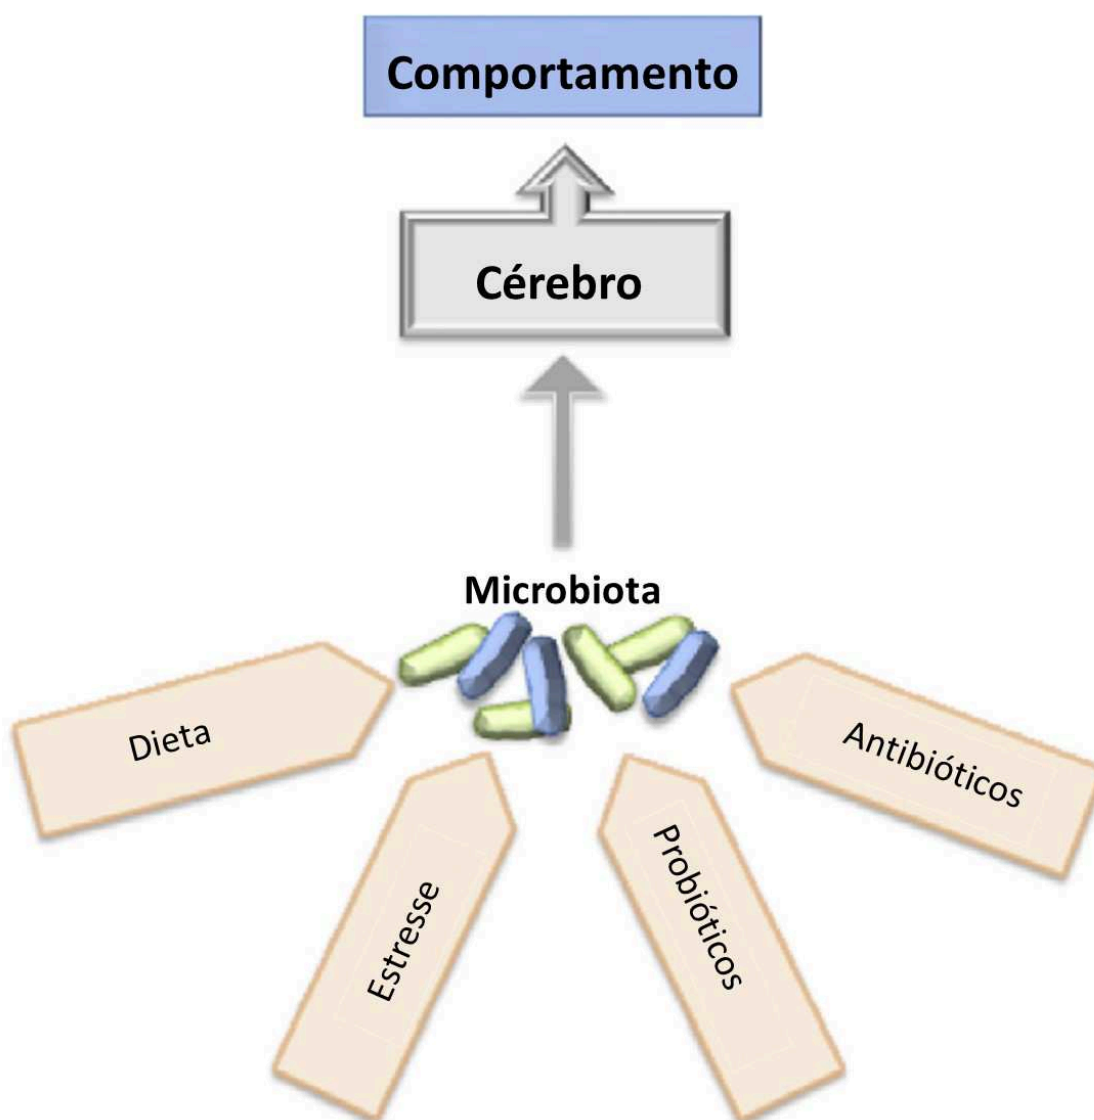 Comportamento
Cérebro
Microbiota
Dieta
Estresse
Probióticos
Antibióticos